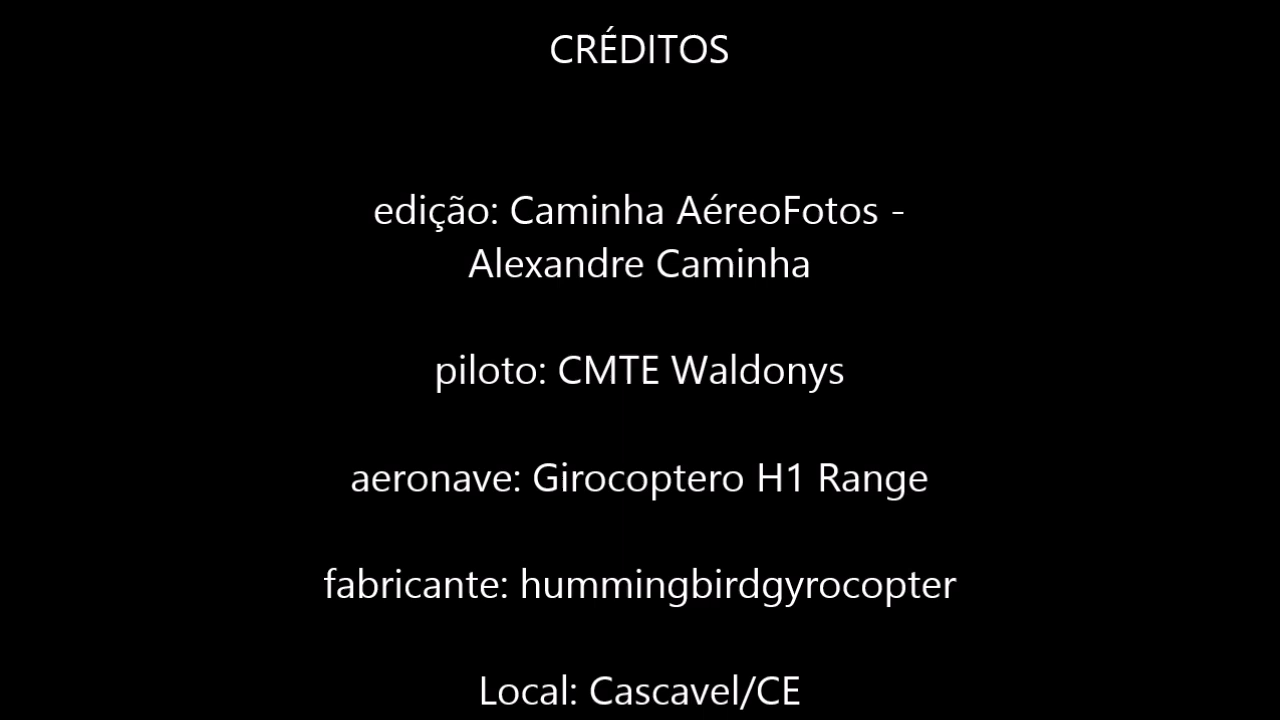 CRÉDITOS
edição: Caminha AéreoFotos -
Alexandre Caminha
piloto: CMTE Waldonys
aeronave: Girocoptero H1 Range
fabricante: hummingbirdgyrocopter
Local: Cascavel/CE